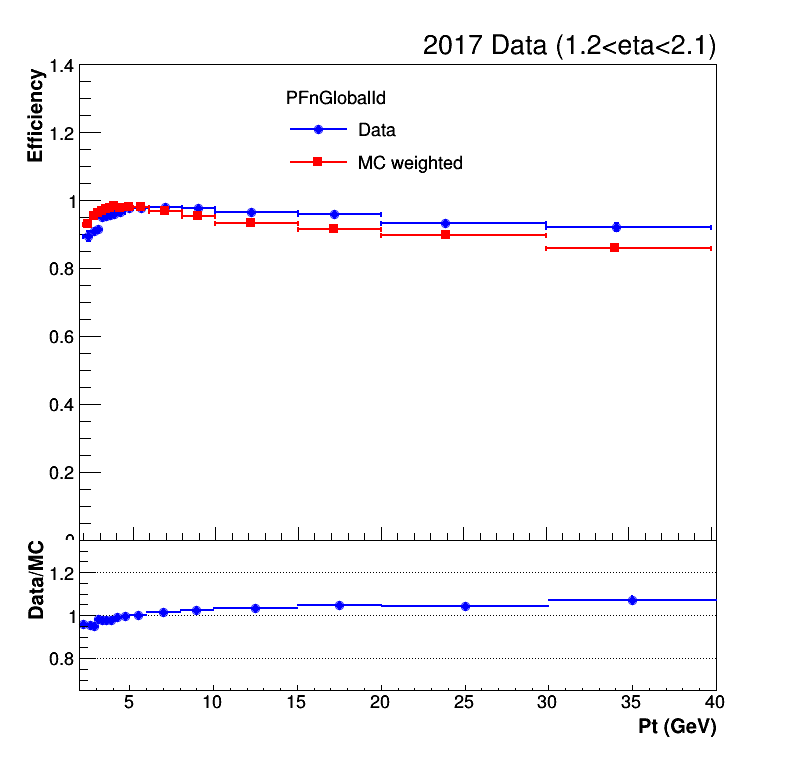 2017 Data (1.2<eta<2.1)
Efficiency
1.4
1.2
1
0.8
0.6
0.4
0.2
0
PFnGlobalId
Data
MC weighted
Data/MC
1.2
1
0.8
5 10 15 20 25 30 35 40
Pt (GeV)